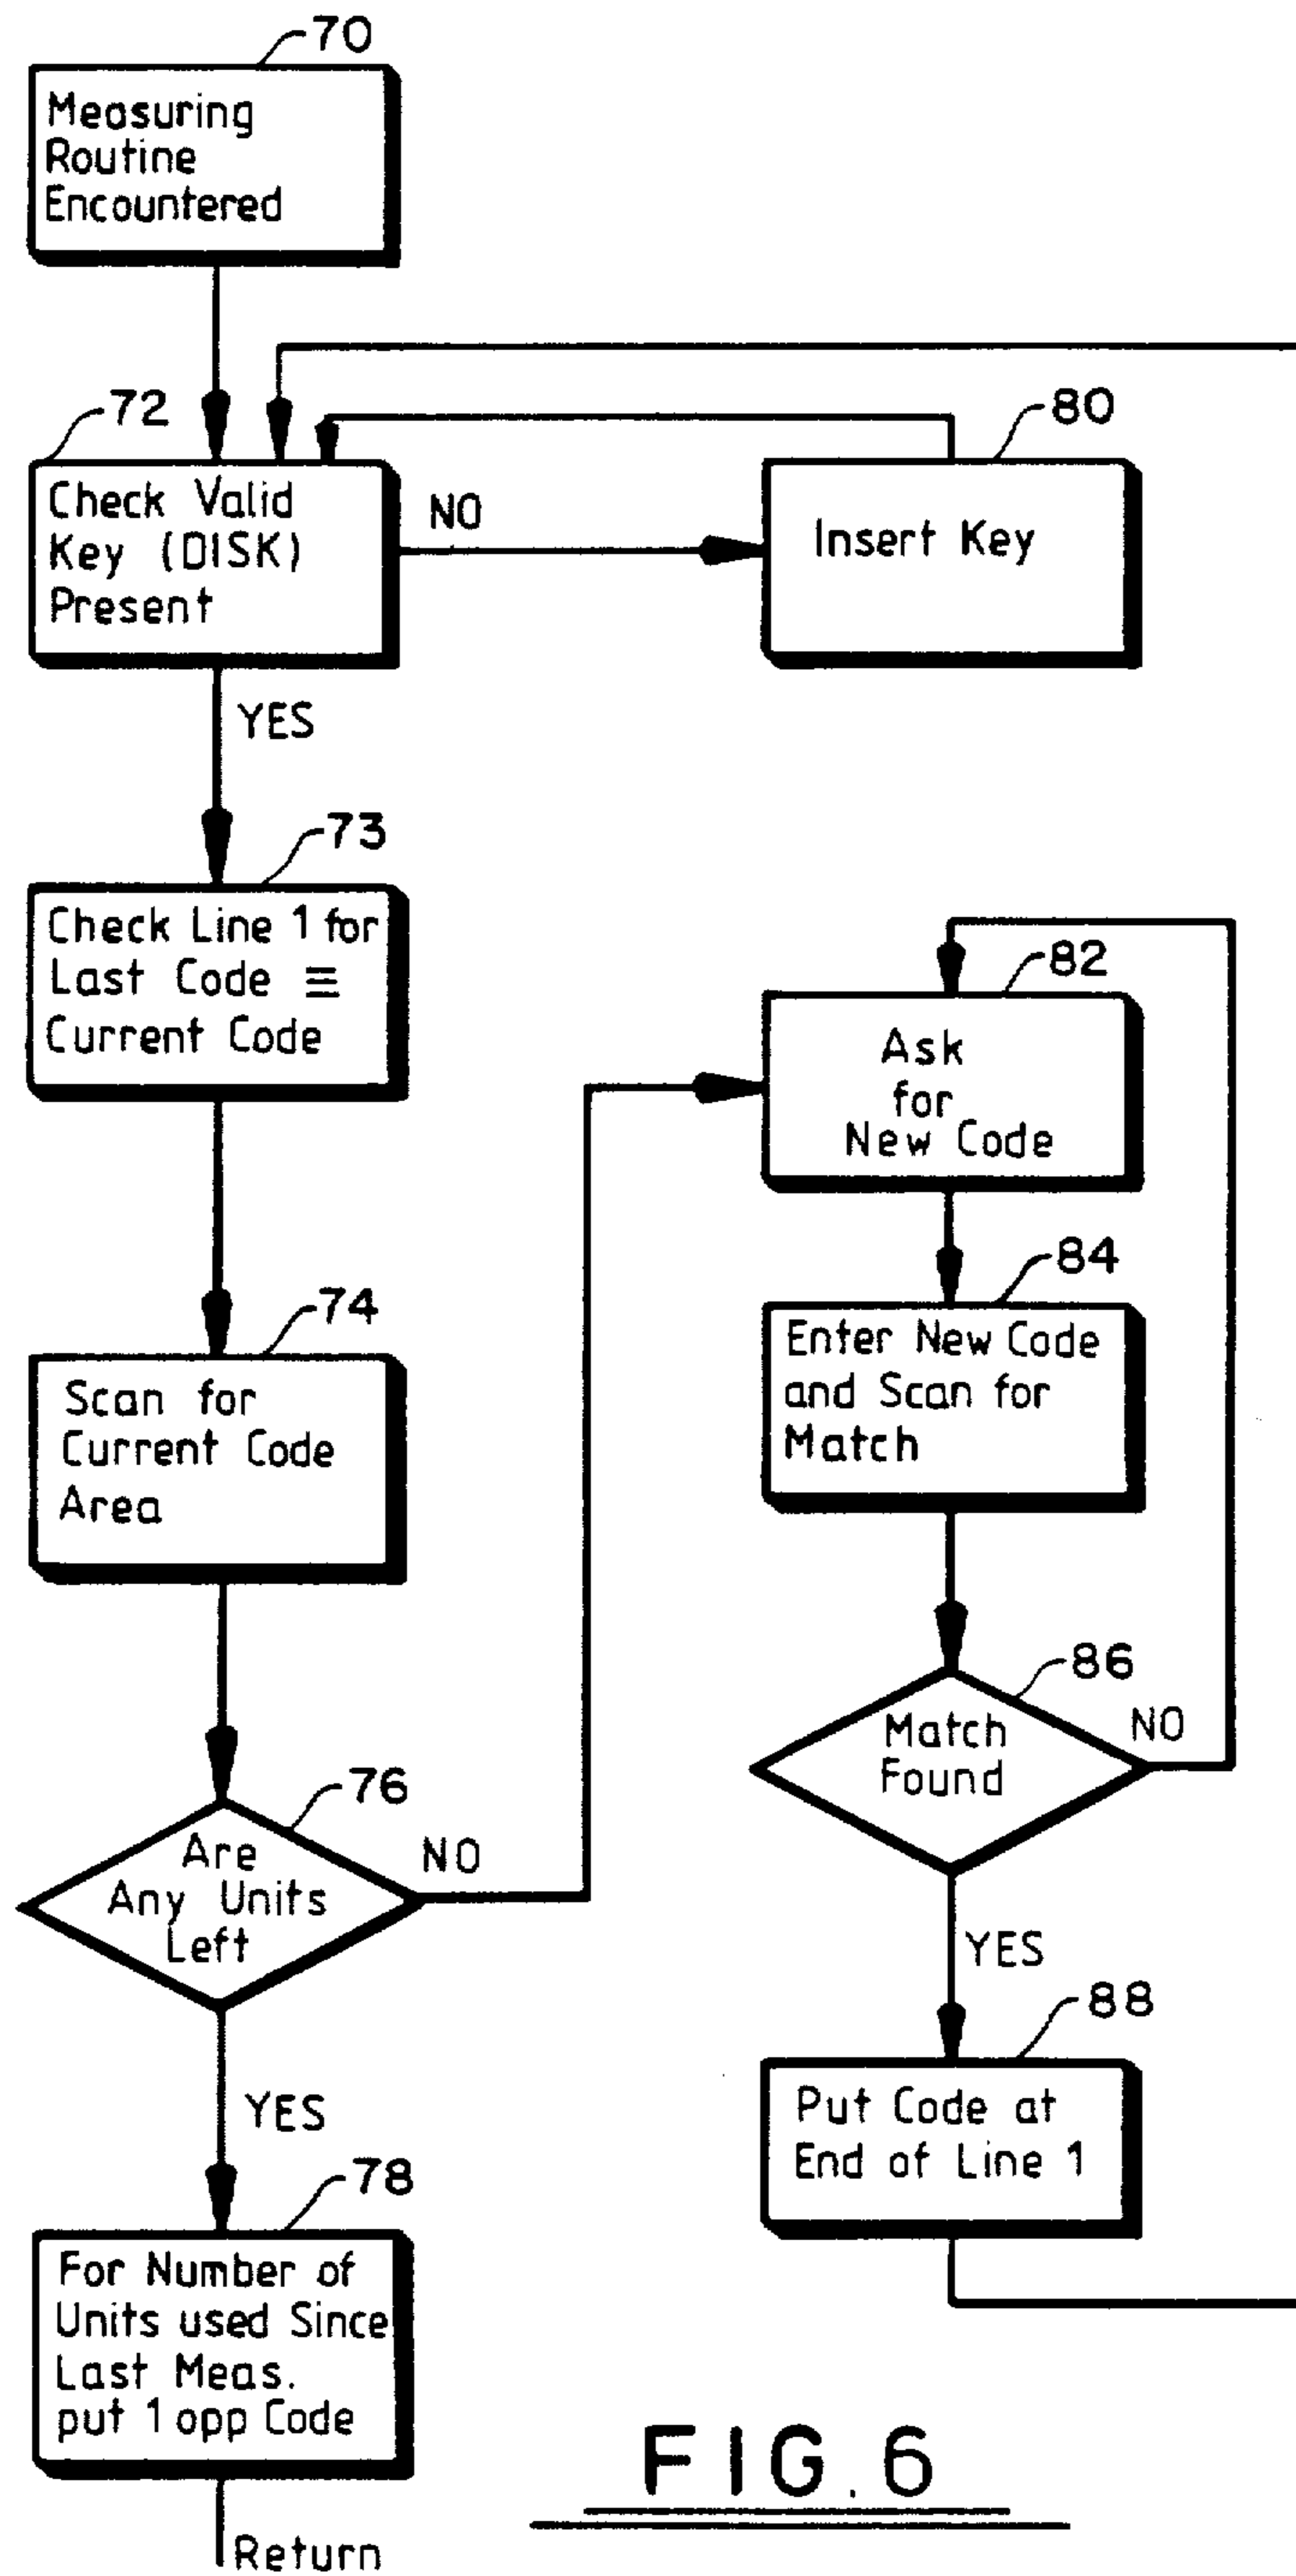 70
Measuring
Routine
Encountered
72
Check Valid
Key (DISK)
Present
NO
80
Insert Key
YES
73
Check Line 1 for
Last Code ≡
Current Code
82
Ask
for
New Code
74
Scan for
Current Code
Area
84
Enter New Code
and Scan for
Match
76
Are
Any Units
Left
NO
86
Match
Found
NO
YES
88
Put Code at
End of Line 1
YES
78
For Number of
Units used Since
Last Meas.
put 1 opp Code
Return
FIG. 6